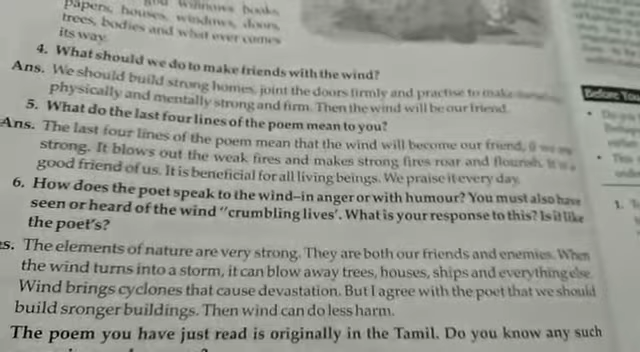 papers, houses, windows, doors,
trees, bodies and what ever comes
its way.
4. What should we do to make friends with the wind?
Ans. We should build strong homes, joint the doors firmly and practise to make
physically and mentally strong and firm. Then the wind will be our friend.
5. What do the last four lines of the poem mean to you?
Ans. The last four lines of the poem mean that the wind will become our friend, if we are
strong. It blows out the weak fires and makes strong fires roar and flourish. It is a
good friend of us. It is beneficial for all living beings. We praise it every day.
6. How does the poet speak to the wind–in anger or with humour? You must also have
seen or heard of the wind "crumbling lives'. What is your response to this? Is it like
the poet's?
s. The elements of nature are very strong. They are both our friends and enemies. When
the wind turns into a storm, it can blow away trees, houses, ships and everything else.
Wind brings cyclones that cause devastation. But I agree with the poet that we should
build sronger buildings. Then wind can do less harm.
The poem you have just read is originally in the Tamil. Do you know any such
Before You
1.